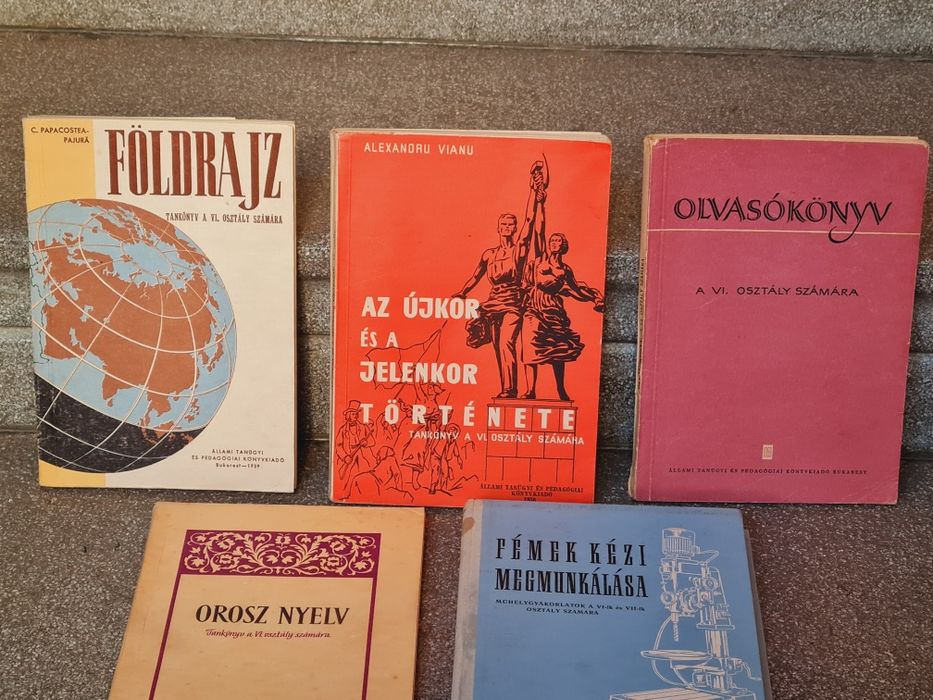 C. PAPACOSTEA-
PAJURĂ
FÖLDRAJZ
TANKÖNYV A VI. OSZTÁLY SZÁMÁRA
ÁLLAMI TANÜGYI
ÉS PEDAGÓGIAI KÖNYVKIADÓ
Bukarest—1959
ALEXANDRU VIANU
AZ ÚJKOR
ÉS A
JELENKOR
TÖRTÉNETE
TANKÖNYV A VI. OSZTÁLY SZÁMÁRA
ÁLLAMI TANÜGYI ÉS PEDAGÓGIAI
KÖNYVKIADÓ
OLVASÓKÖNYV
A VI. OSZTÁLY SZÁMÁRA
ÁLLAMI TANÜGYI ÉS PEDAGÓGIAI KÖNYVKIADÓ BUKAREST
OROSZ NYELV
Tankönyv a VI. osztály számára
FÉMEK KÉZI
MEGMUNKÁLÁSA
MŰHELYGYAKORLATOK A VI-ik és VII-ik
OSZTÁLY SZÁMÁRA